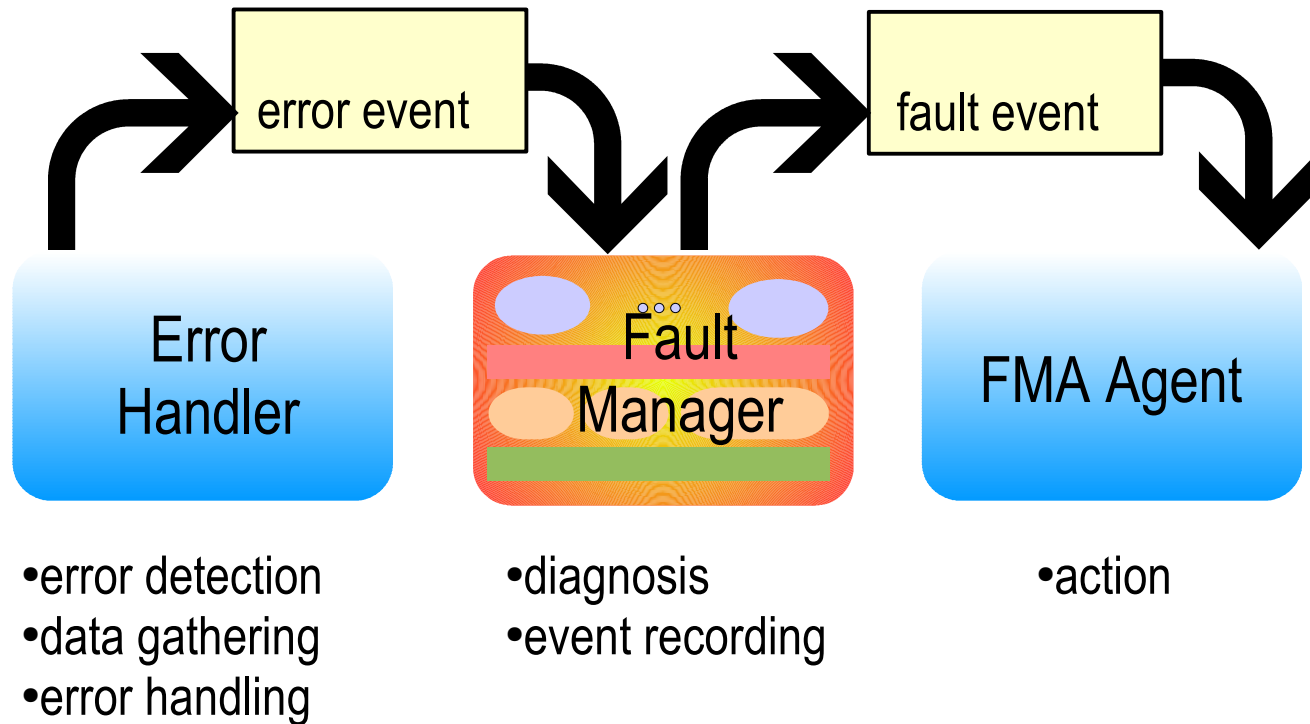 error event
fault event
Error
Handler
Fault
Manager
FMA Agent
•error detection
•data gathering
•error handling
•diagnosis
•event recording
•action